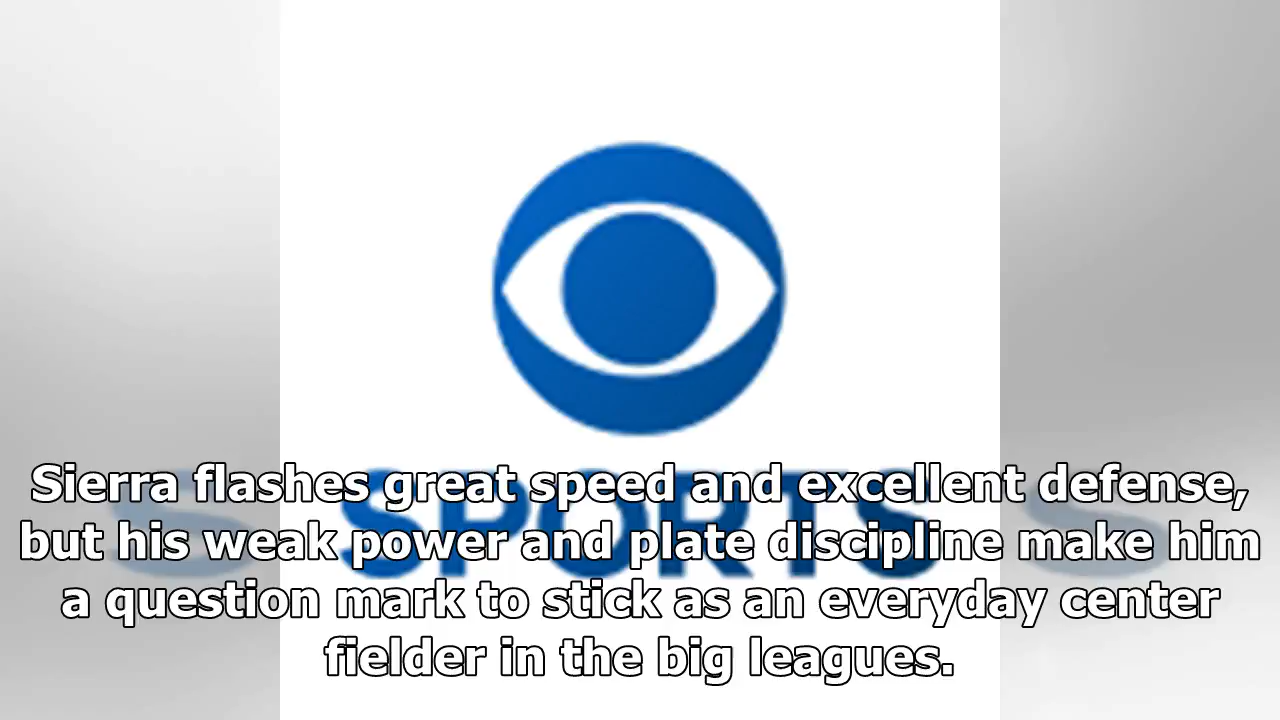 SPORTS
Sierra flashes great speed and excellent defense,
but his weak power and plate discipline make him
a question mark to stick as an everyday center
fielder in the big leagues.